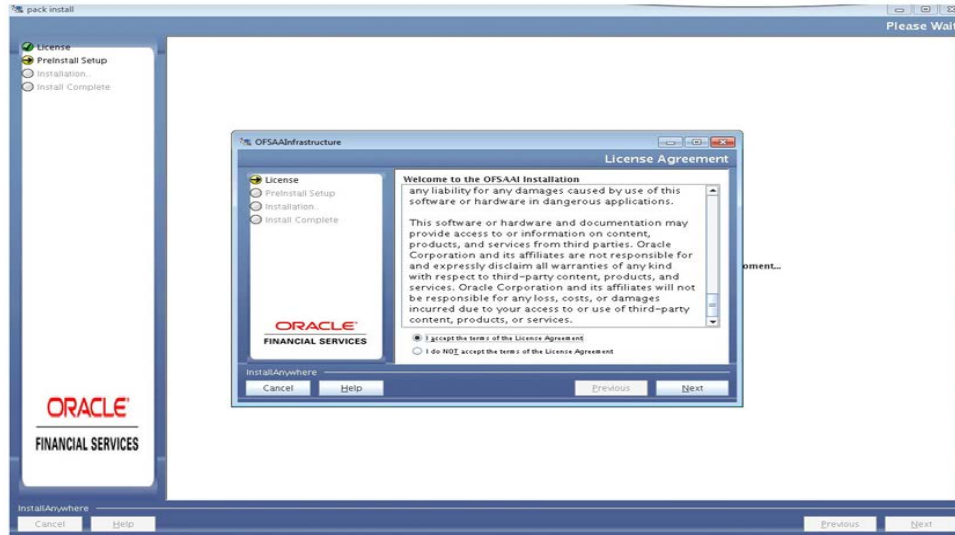 pack install
Please Wait
License
PreInstall Setup
Installation..
Install Complete
OFSAAInfrastructure
License Agreement
License
PreInstall Setup
Installation..
Install Complete
Welcome to the OFSAAI Installation
any liability for any damages caused by use of this
software or hardware in dangerous applications.
This software or hardware and documentation may
provide access to or information on content,
products, and services from third parties. Oracle
Corporation and its affiliates are not responsible for
and expressly disclaim all warranties of any kind
with respect to third-party content, products, and
services. Oracle Corporation and its affiliates will not
be responsible for any loss, costs, or damages
incurred due to your access to or use of third-party
content, products, or services.
I accept the terms of the License Agreement
I do NOT accept the terms of the License Agreement
ORACLE
FINANCIAL SERVICES
InstallAnywhere
Cancel
Help
Previous
Next
oment...
ORACLE
FINANCIAL SERVICES
InstallAnywhere
Cancel
Help
Previous
Next